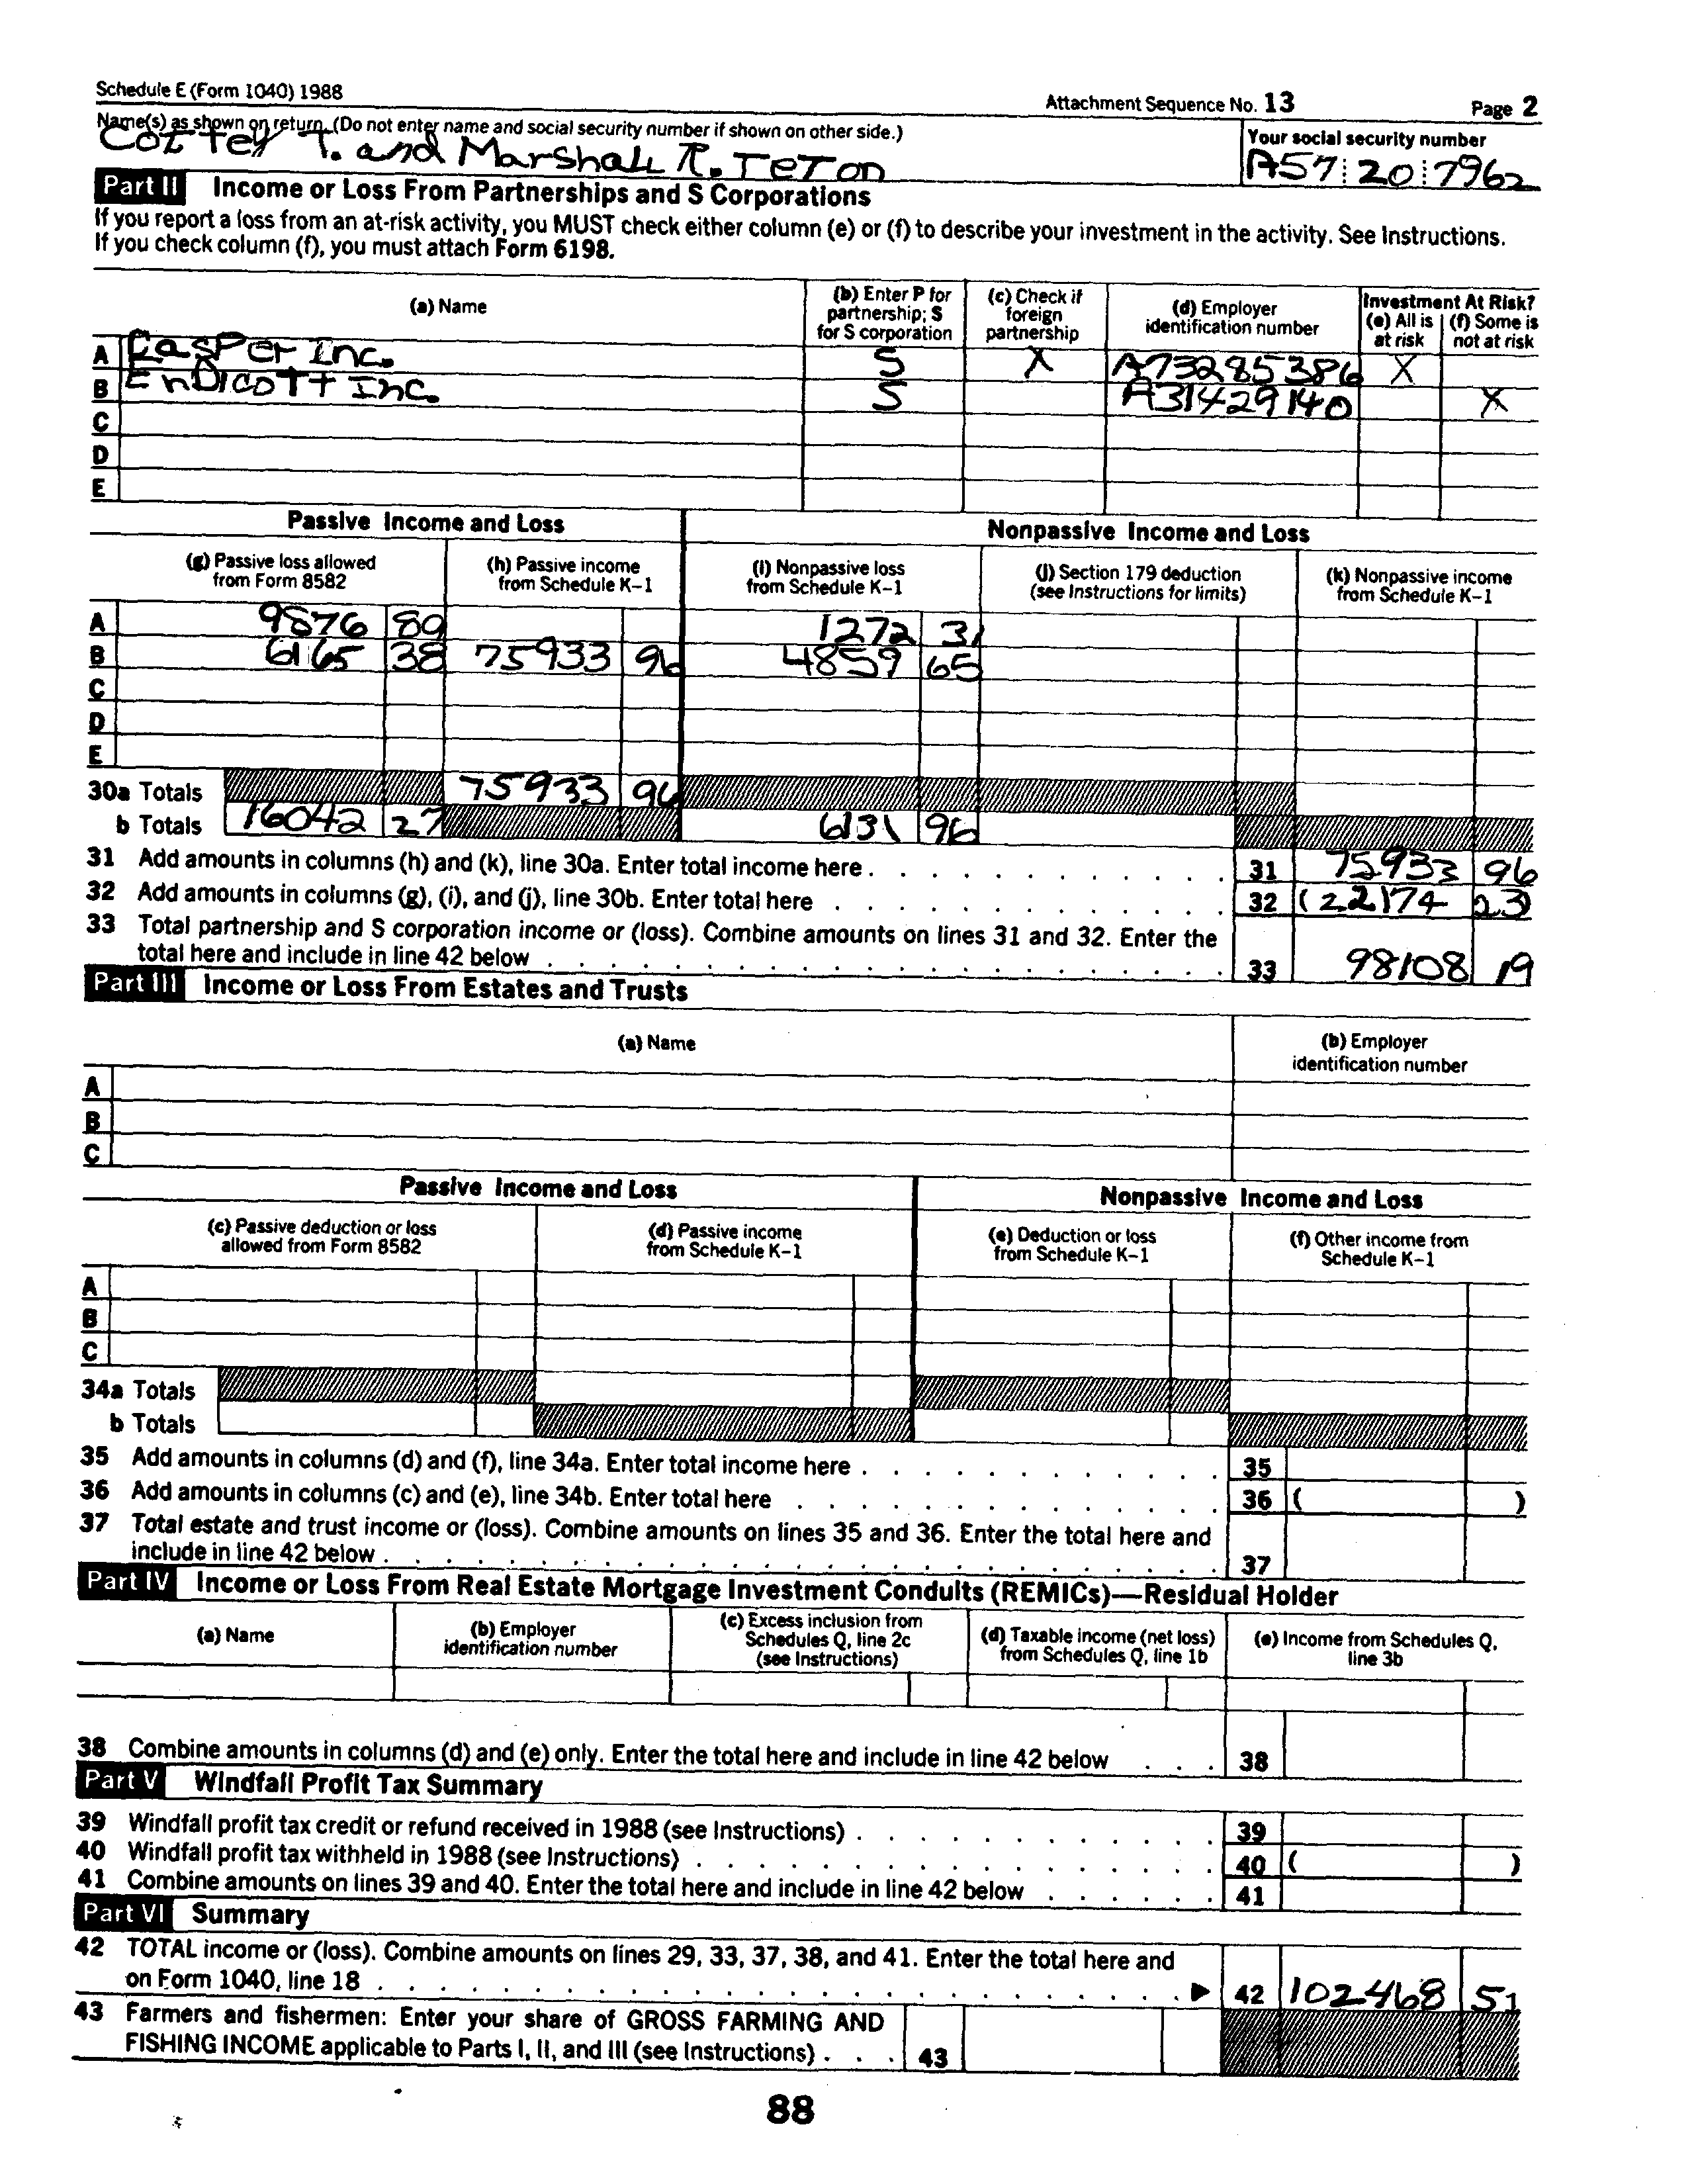 Schedule E (Form 1040) 1988 Attachment Sequence No. 13 Page 2
Name(s) as shown on return. (Do not enter name and social security number if shown on other side.) Your social security number
T. and Marshall R. Teton A57 20 7962
Part II Income or Loss From Partnerships and S Corporations
If you report a loss from an at-risk activity, you MUST check either column (e) or (f) to describe your investment in the activity. See Instructions.
If you check column (f), you must attach Form 6198.
(a) Name
(b) Enter P for partnership; S for S corporation
(c) Check if foreign partnership
(d) Employer identification number
Investment At Risk?
(e) All is at risk
(f) Some is not at risk
A Casper Inc. S X A73285386 X
B Endicott Inc. S A31429140 X
C
D
E
Passive Income and Loss Nonpassive Income and Loss
(g) Passive loss allowed from Form 8582
(h) Passive income from Schedule K–1
(i) Nonpassive loss from Schedule K–1
(j) Section 179 deduction (see Instructions for limits)
(k) Nonpassive income from Schedule K–1
A 9876 89 1272 31
B 6165 38 75933 96 4859 65
C
D
E
30a Totals 75933 96
b Totals 16042 27 6131 96
31 Add amounts in columns (h) and (k), line 30a. Enter total income here . 31 75933 96
32 Add amounts in columns (g), (i), and (j), line 30b. Enter total here 32 (22174 23)
33 Total partnership and S corporation income or (loss). Combine amounts on lines 31 and 32. Enter the
total here and include in line 42 below 33 98108 19
Part III Income or Loss From Estates and Trusts
(a) Name
(b) Employer identification number
A
B
C
Passive Income and Loss Nonpassive Income and Loss
(c) Passive deduction or loss allowed from Form 8582
(d) Passive income from Schedule K–1
(e) Deduction or loss from Schedule K–1
(f) Other income from Schedule K–1
A
B
C
34a Totals
b Totals
35 Add amounts in columns (d) and (f), line 34a. Enter total income here . 35
36 Add amounts in columns (c) and (e), line 34b. Enter total here 36 ( )
37 Total estate and trust income or (loss). Combine amounts on lines 35 and 36. Enter the total here and
include in line 42 below . 37
Part IV Income or Loss From Real Estate Mortgage Investment Conduits (REMICs)—Residual Holder
(a) Name
(b) Employer identification number
(c) Excess inclusion from Schedules Q, line 2c (see Instructions)
(d) Taxable income (net loss) from Schedules Q, line 1b
(e) Income from Schedules Q, line 3b
38 Combine amounts in columns (d) and (e) only. Enter the total here and include in line 42 below 38
Part V Windfall Profit Tax Summary
39 Windfall profit tax credit or refund received in 1988 (see Instructions) . 39
40 Windfall profit tax withheld in 1988 (see Instructions) . 40 ( )
41 Combine amounts on lines 39 and 40. Enter the total here and include in line 42 below 41
Part VI Summary
42 TOTAL income or (loss). Combine amounts on lines 29, 33, 37, 38, and 41. Enter the total here and
on Form 1040, line 18 ▶ 42 102468 51
43 Farmers and fishermen: Enter your share of GROSS FARMING AND
FISHING INCOME applicable to Parts I, II, and III (see Instructions) . 43
88